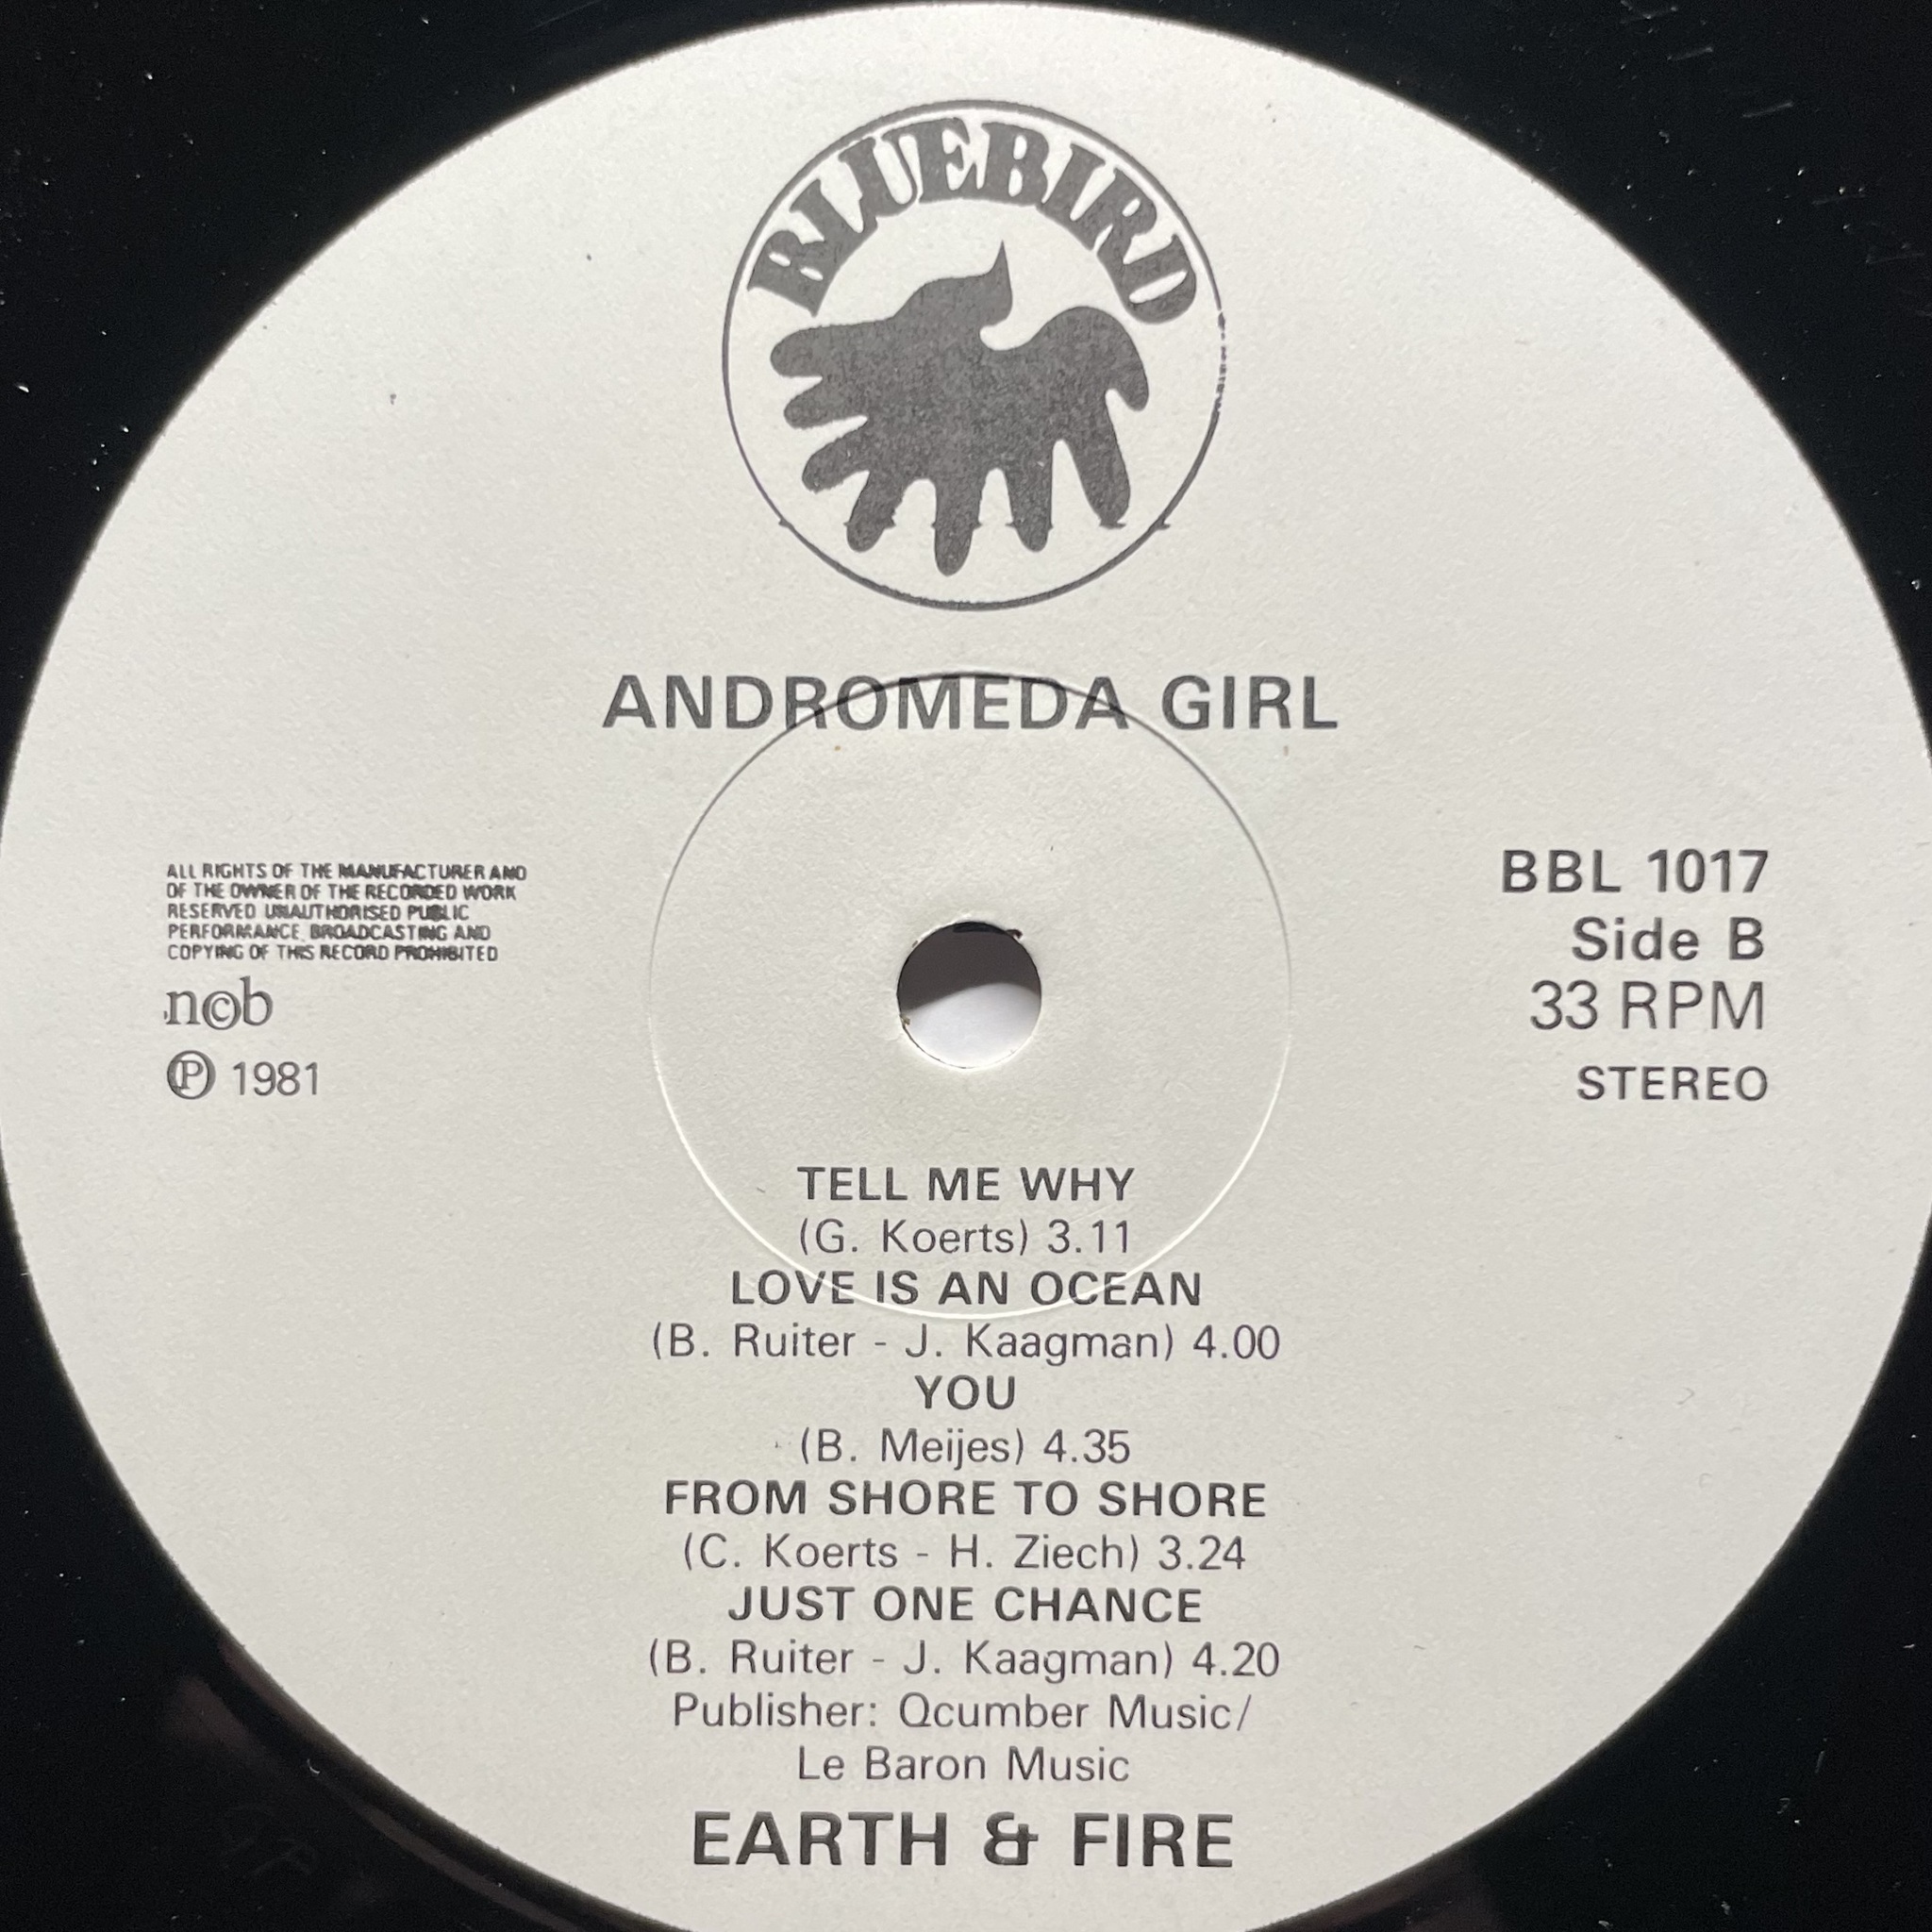 BLUEBIRD
ANDROMEDA GIRL
ALL RIGHTS OF THE MANUFACTURER AND
OF THE OWNER OF THE RECORDED WORK
RESERVED UNAUTHORISED PUBLIC
PERFORMANCE, BROADCASTING AND
COPYING OF THIS RECORD PROHIBITED
n©b
℗ 1981
BBL 1017
Side B
33 RPM
STEREO
TELL ME WHY
(G. Koerts) 3.11
LOVE IS AN OCEAN
(B. Ruiter - J. Kaagman) 4.00
YOU
(B. Meijes) 4.35
FROM SHORE TO SHORE
(C. Koerts - H. Ziech) 3.24
JUST ONE CHANCE
(B. Ruiter - J. Kaagman) 4.20
Publisher: Qcumber Music/
Le Baron Music
EARTH & FIRE